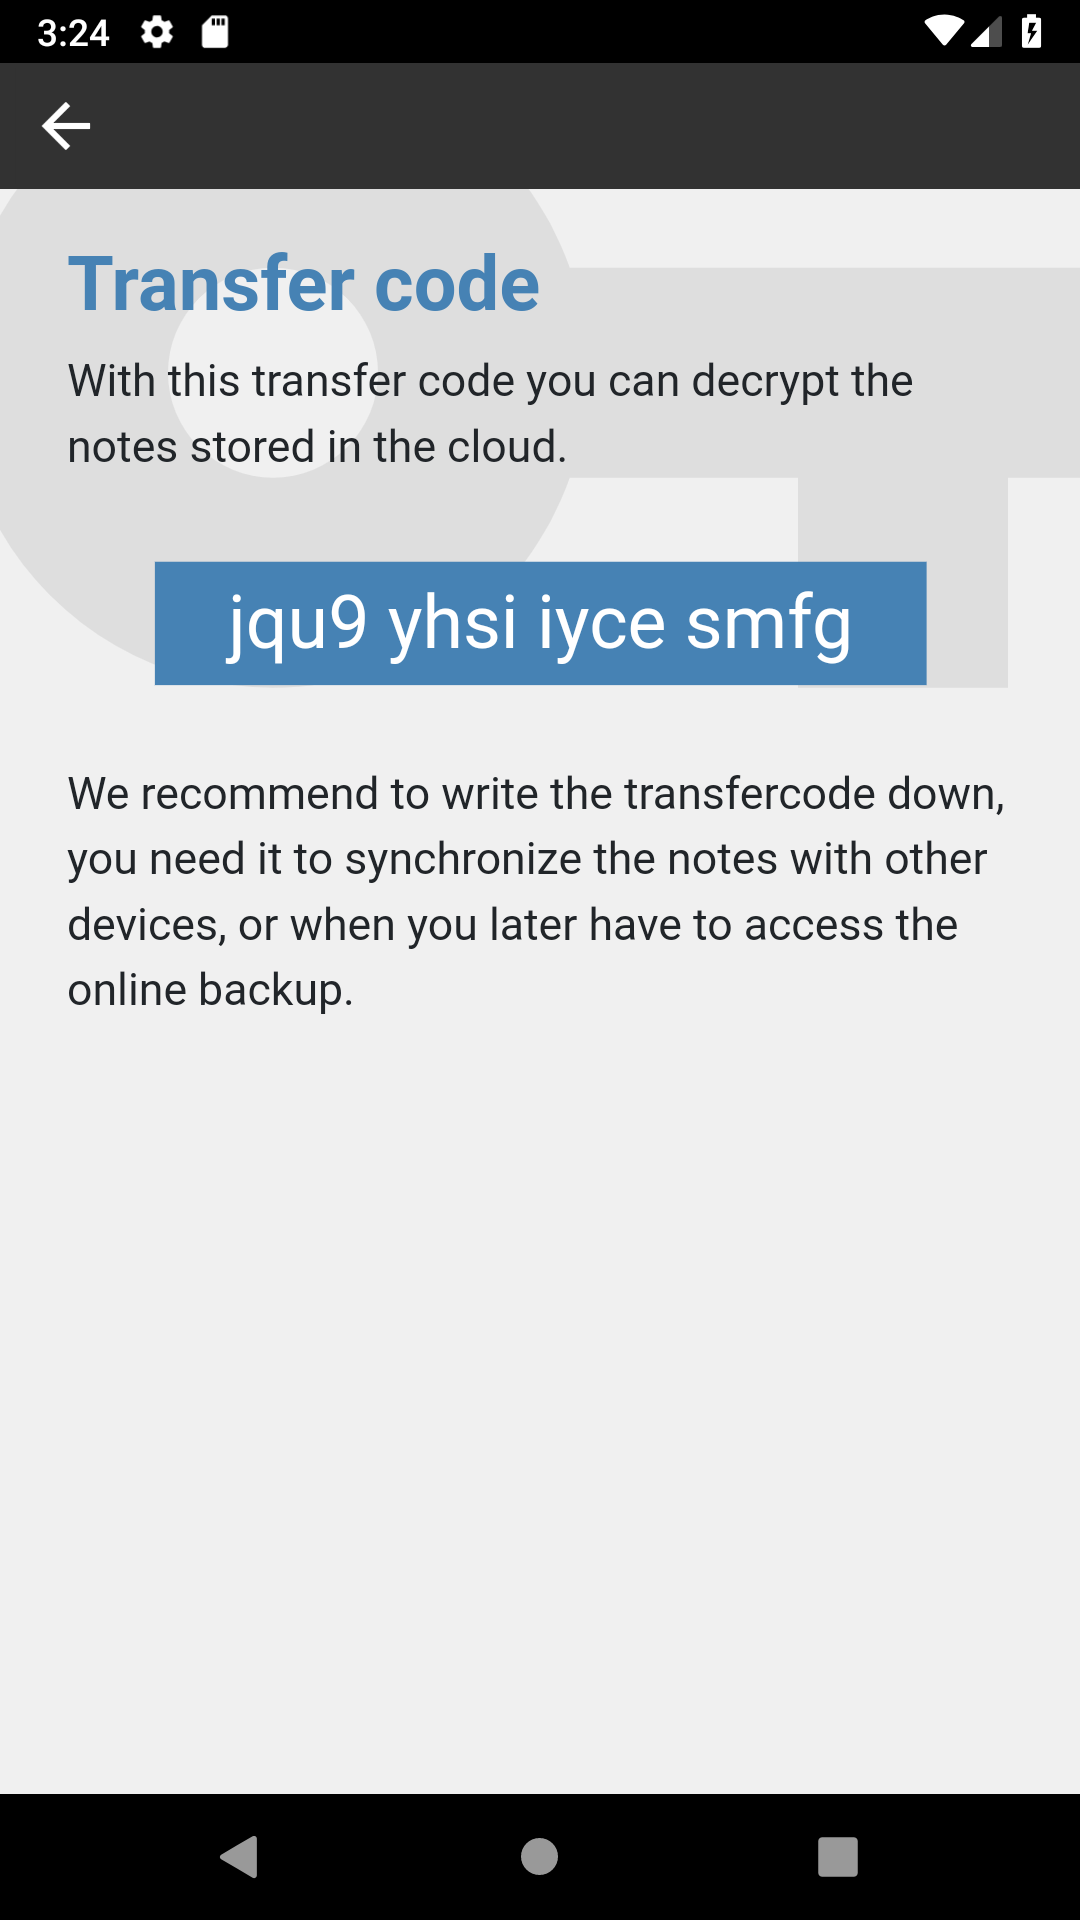 3:24
Transfer code
With this transfer code you can decrypt the
notes stored in the cloud.
jqu9 yhsi iyce smfg
We recommend to write the transfercode down,
you need it to synchronize the notes with other
devices, or when you later have to access the
online backup.